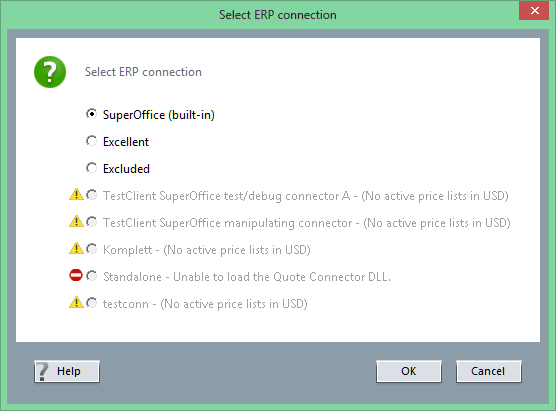 Select ERP connection
Select ERP connection
SuperOffice (built-in)
Excellent
Excluded
TestClient SuperOffice test/debug connector A - (No active price lists in USD)
TestClient SuperOffice manipulating connector - (No active price lists in USD)
Komplett - (No active price lists in USD)
Standalone - Unable to load the Quote Connector DLL.
testconn - (No active price lists in USD)
? Help
OK
Cancel